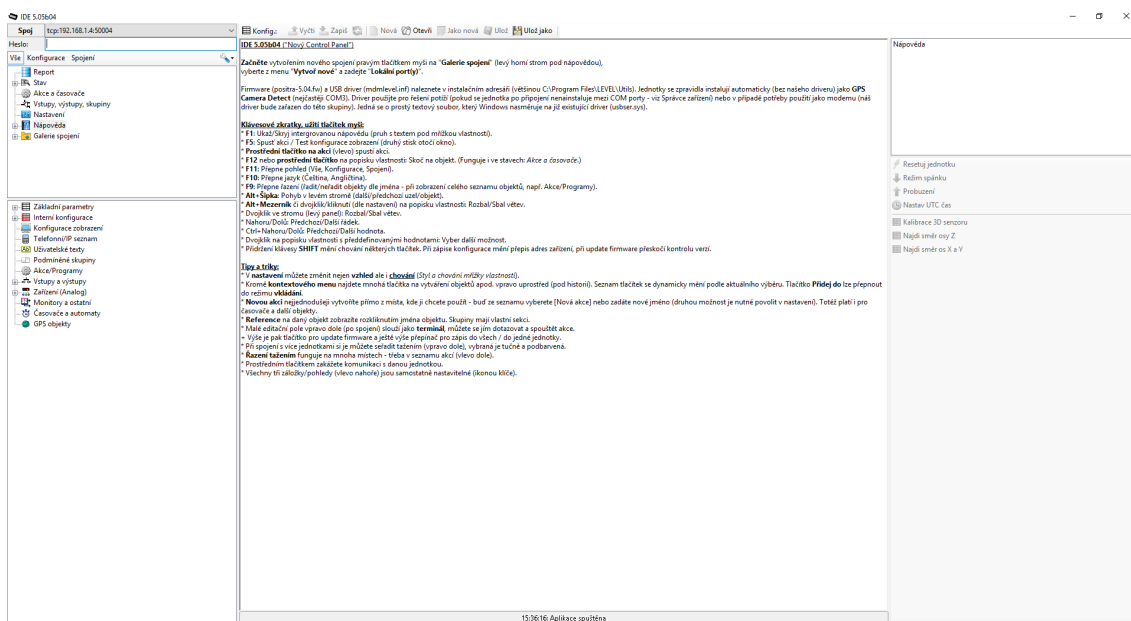 IDE 5.05b04
Spoj tcp:192.168.1.4:50004
Heslo:
Vše Konfigurace Spojení
Report
Stav
Akce a časovače
Vstupy, výstupy, skupiny
Nastavení
Nápověda
Galerie spojení
Základní parametry
Interní konfigurace
Konfigurace zobrazení
Telefonní/IP seznam
Uživatelské texty
Podmíněné skupiny
Akce/Programy
Vstupy a výstupy
Zařízení (Analog)
Monitory a ostatní
Časovače a automaty
GPS objekty
Konfig.: Vyčti Zapiš Nová Otevři Jako nová Ulož Ulož jako
IDE 5.05b04 ("Nový Control Panel")
Začněte vytvořením nového spojení pravým tlačítkem myši na "Galerie spojení" (levý horní strom pod nápovědou),
vyberte z menu "Vytvoř nové" a zadejte "Lokální port(y)".
Firmware (positra-5.04.fw) a USB driver (mdmlevel.inf) naleznete v instalačním adresáři (většinou C:\Program Files\LEVEL\Utils). Jednotky se zpravidla instalují automaticky (bez našeho driveru) jako GPS
Camera Detect (nejčastěji COM3). Driver použijte pro řešení potíží (pokud se jednotka po připojení nenainstaluje mezi COM porty - viz Správce zařízení) nebo v případě potřeby použití jako modemu (náš
driver bude zařazen do této skupiny). Jedná se o prostý textový soubor, který Windows nasměruje na již existující driver (usbser.sys).
Klávesové zkratky, užití tlačítek myši:
* F1: Ukaž/Skryj intergrovanou nápovědu (pruh s textem pod mřížkou vlastností).
* F5: Spusť akci / Test konfigurace zobrazení (druhý stisk otočí okno).
* Prostřední tlačítko na akci (vlevo) spustí akci.
* F12 nebo prostřední tlačítko na popisku vlastnosti: Skoč na objekt. (Funguje i ve stavech: Akce a časovače.)
* F11: Přepne pohled (Vše, Konfigurace, Spojení).
* F10: Přepne jazyk (Čeština, Angličtina).
* F9: Přepne řazení (řadit/neřadit objekty dle jména - při zobrazení celého seznamu objektů, např. Akce/Programy).
* Alt+Šipka: Pohyb v levém stromě (další/předchozí uzel/objekt).
* Alt+Mezerník či dvojklik/kliknutí (dle nastavení) na popisku vlastnosti: Rozbal/Sbal větev.
* Dvojklik ve stromu (levý panel): Rozbal/Sbal větev.
* Nahoru/Dolů: Předchozí/Další řádek.
* Ctrl+Nahoru/Dolů: Předchozí/Další hodnota.
* Dvojklik na popisku vlastnosti s předdefinovanými hodnotami: Vyber další možnost.
* Přidržení klávesy SHIFT mění chování některých tlačítek. Při zápise konfigurace mění přepis adres zařízení, při update firmware přeskočí kontrolu verzí.
Tipy a triky:
* V nastavení můžete změnit nejen vzhled ale i chování (Styl a chování mřížky vlastností).
* Kromě kontextového menu najdete mnohá tlačítka na vytváření objektů apod. vpravo uprostřed (pod historií). Seznam tlačítek se dynamicky mění podle aktuálního výběru. Tlačítko Přidej do lze přepnout
do režimu vkládání.
* Novou akci nejjednodušeji vytvoříte přímo z místa, kde ji chcete použít - buď ze seznamu vyberete [Nová akce] nebo zadáte nové jméno (druhou možnost je nutné povolit v nastavení). Totéž platí i pro
časovače a další objekty.
* Reference na daný objekt zobrazíte rozkliknutím jména objektu. Skupiny mají vlastní sekci.
* Malé editační pole vpravo dole (po spojení) slouží jako terminál, můžete se jím dotazovat a spouštět akce.
+ Výše je pak tlačítko pro update firmware a ještě výše přepínač pro zápis do všech / do jedné jednotky.
* Při spojení s více jednotkami si je můžete seřadit tažením (vpravo dole), vybraná je tučně a podbarvená.
* Řazení tažením funguje na mnoha místech - třeba v seznamu akcí (vlevo dole).
* Prostředním tlačítkem zakážete komunikaci s danou jednotkou.
* Všechny tři záložky/pohledy (vlevo nahoře) jsou samostatně nastavitelné (ikonou klíče).
15:36:16: Aplikace spuštěna
Nápověda
Resetuj jednotku
Režim spánku
Probuzení
Nastav UTC čas
Kalibrace 3D senzoru
Najdi směr osy Z
Najdi směr os X a Y